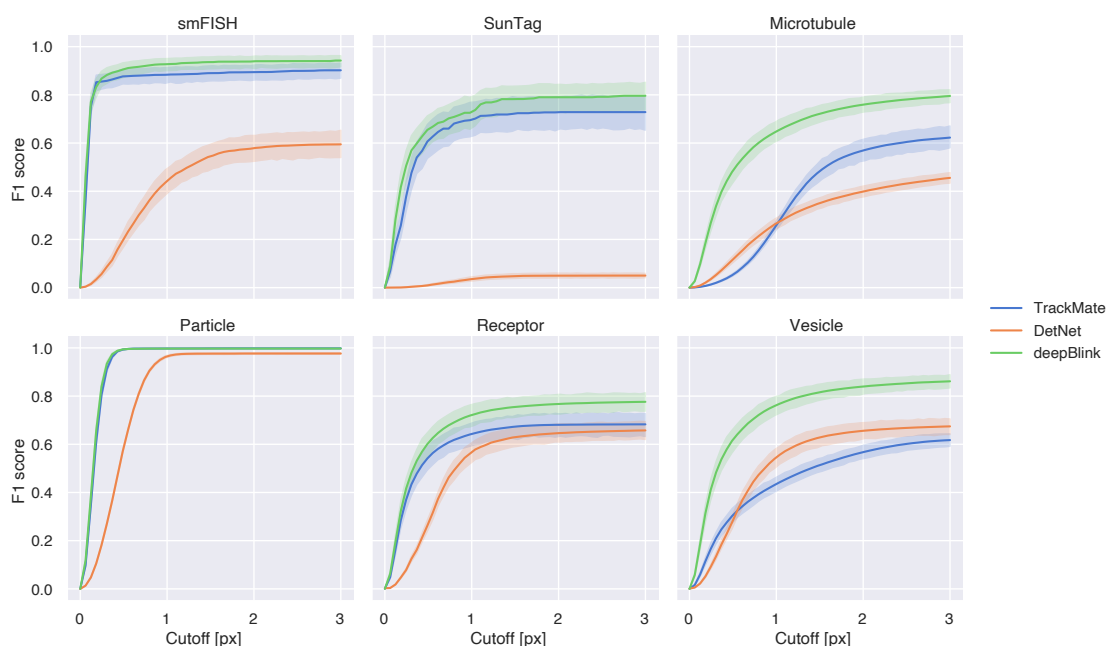 smFISH
SunTag
Microtubule
1.0
0.8
0.6
0.4
0.2
0.0
F1 score
TrackMate
DetNet
deepBlink
Particle
Receptor
Vesicle
1.0
0.8
0.6
0.4
0.2
0.0
F1 score
0 1 2 3
0 1 2 3
0 1 2 3
Cutoff [px]
Cutoff [px]
Cutoff [px]